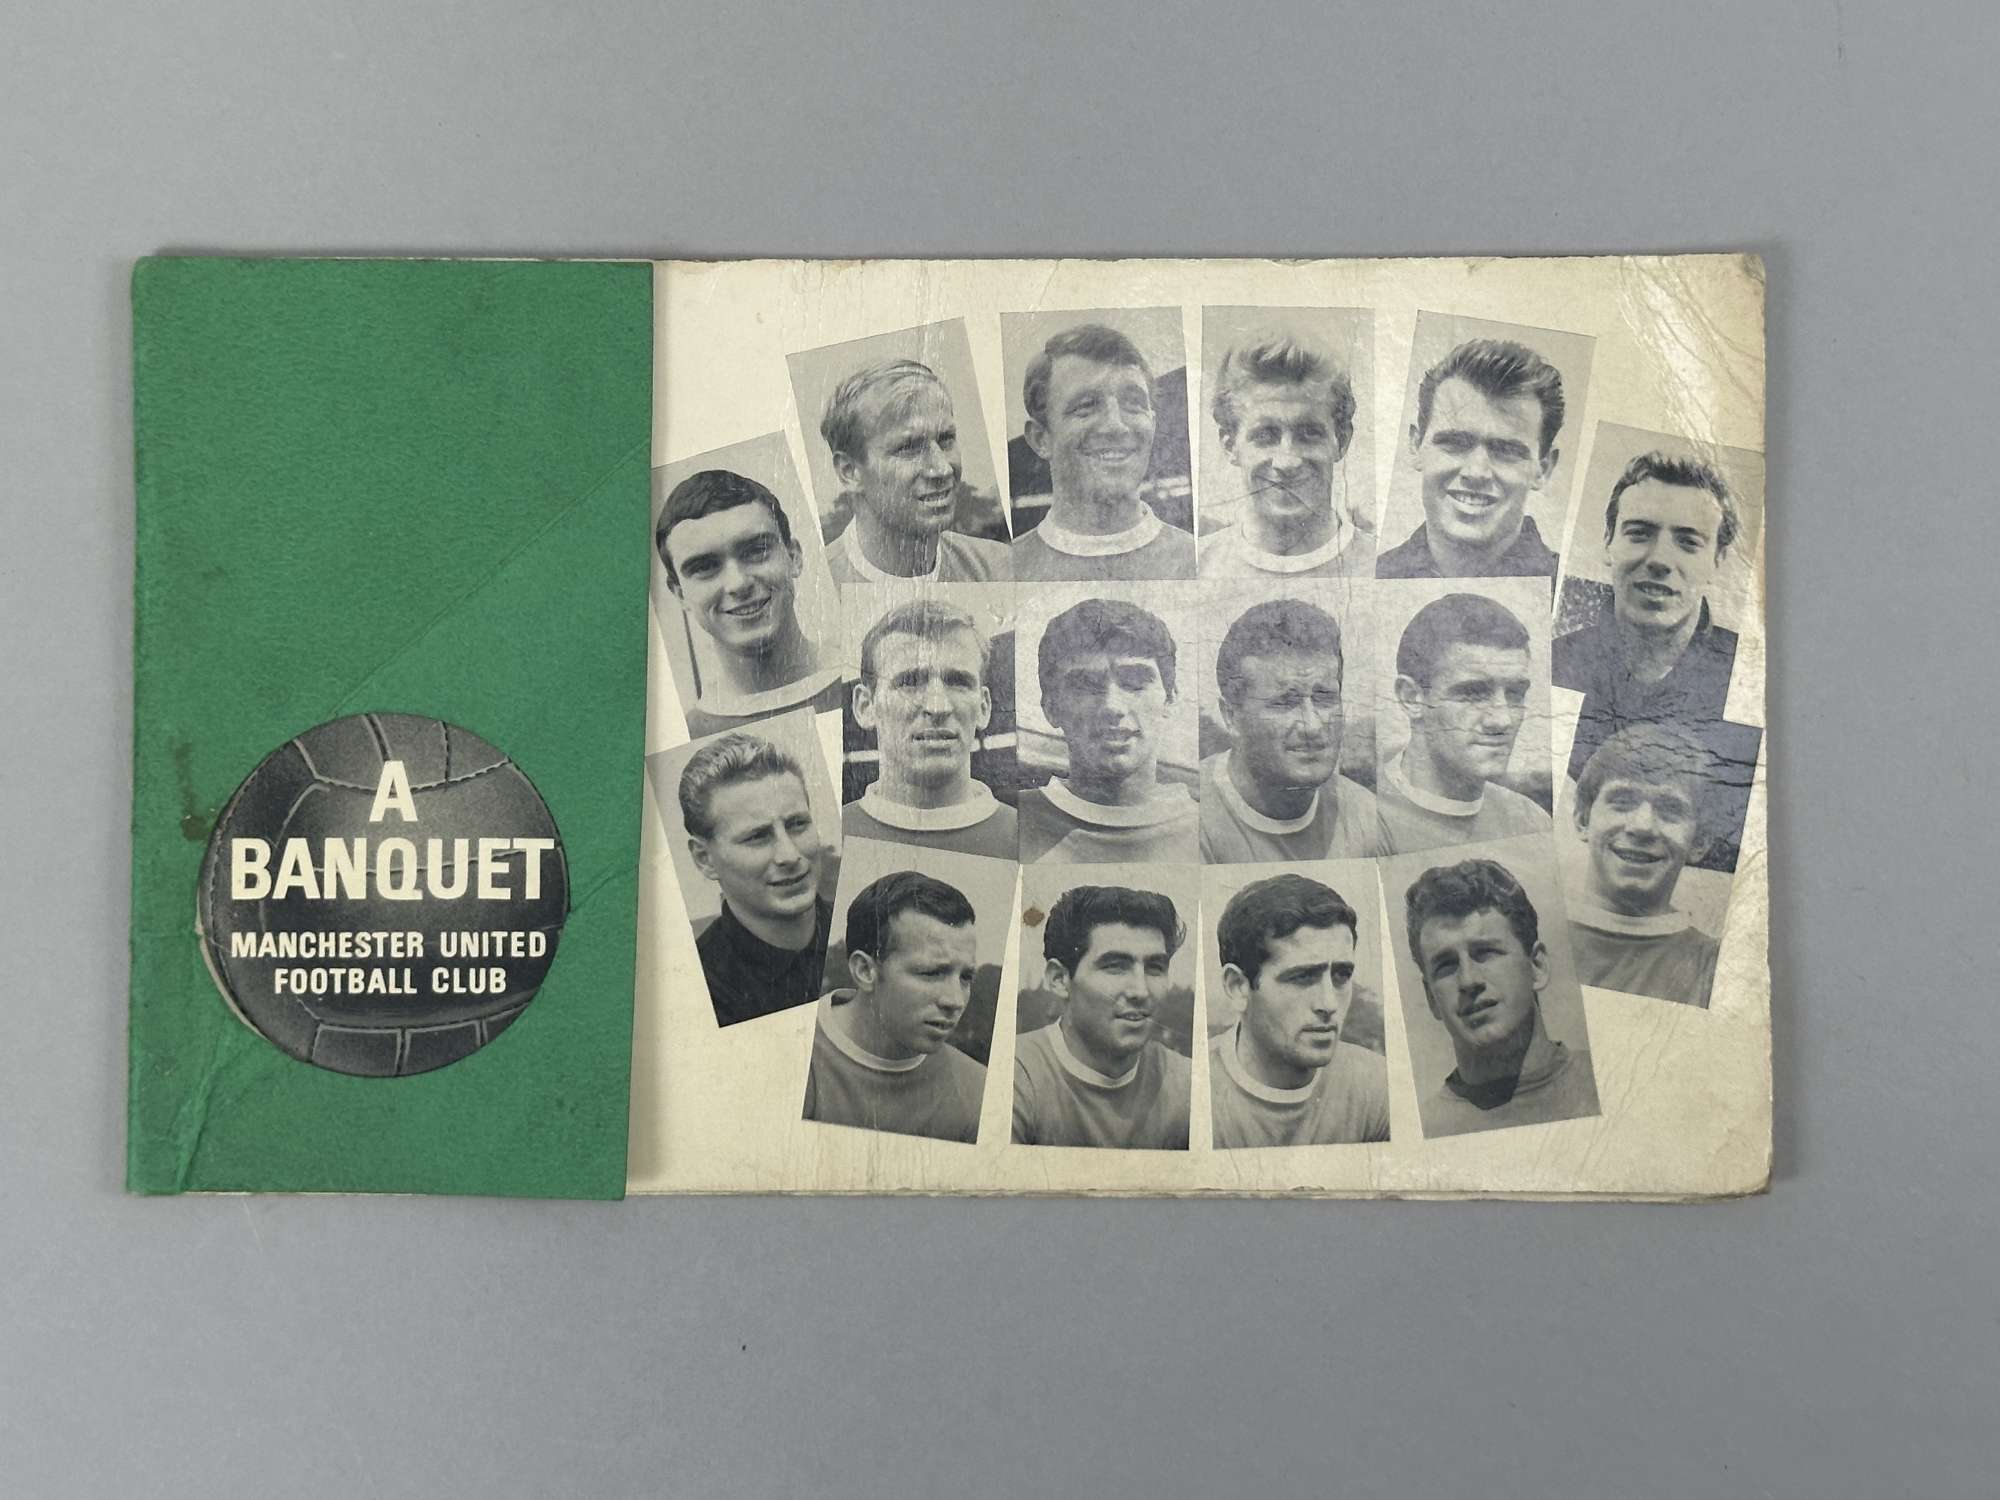 A
BANQUET
MANCHESTER UNITED
FOOTBALL CLUB